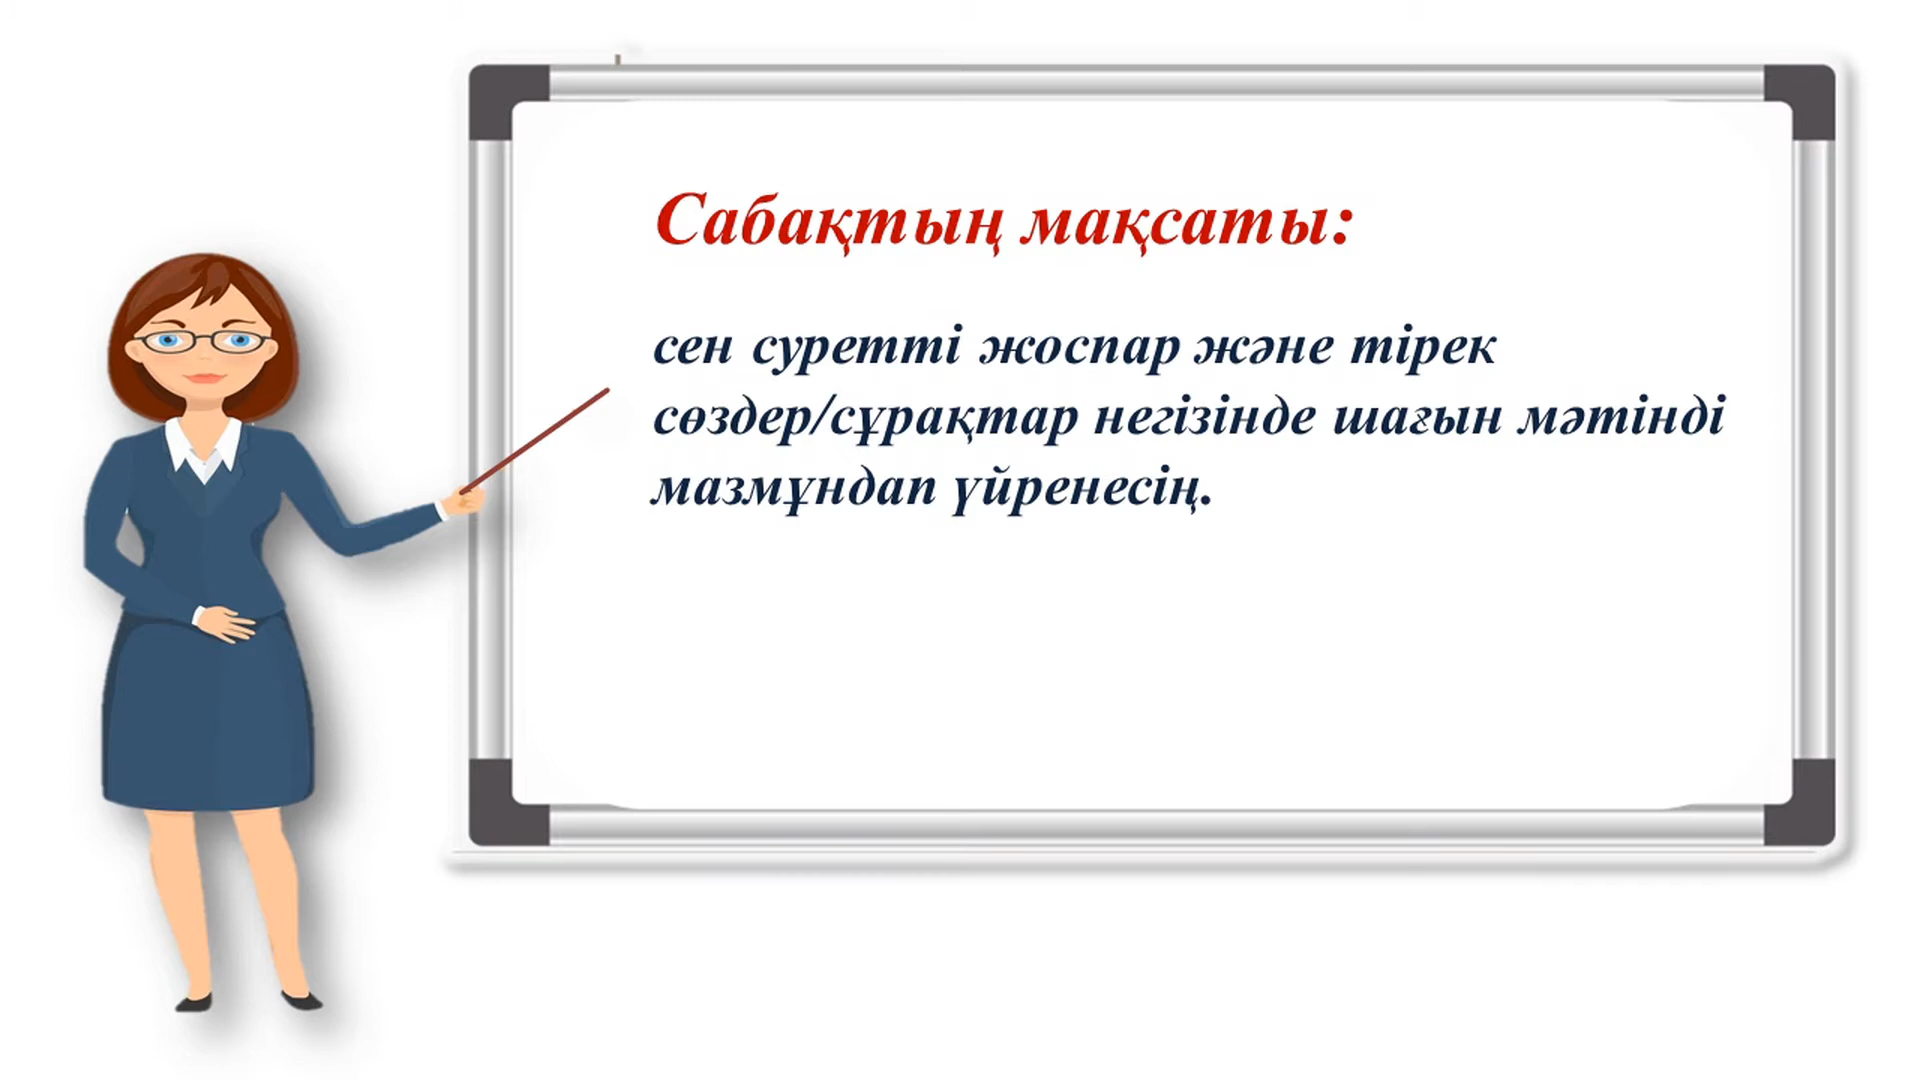 Сабақтың мақсаты:
сен суретті жоспар және тірек
сөздер/сұрақтар негізінде шағын мәтінді
мазмұндап үйренесің.